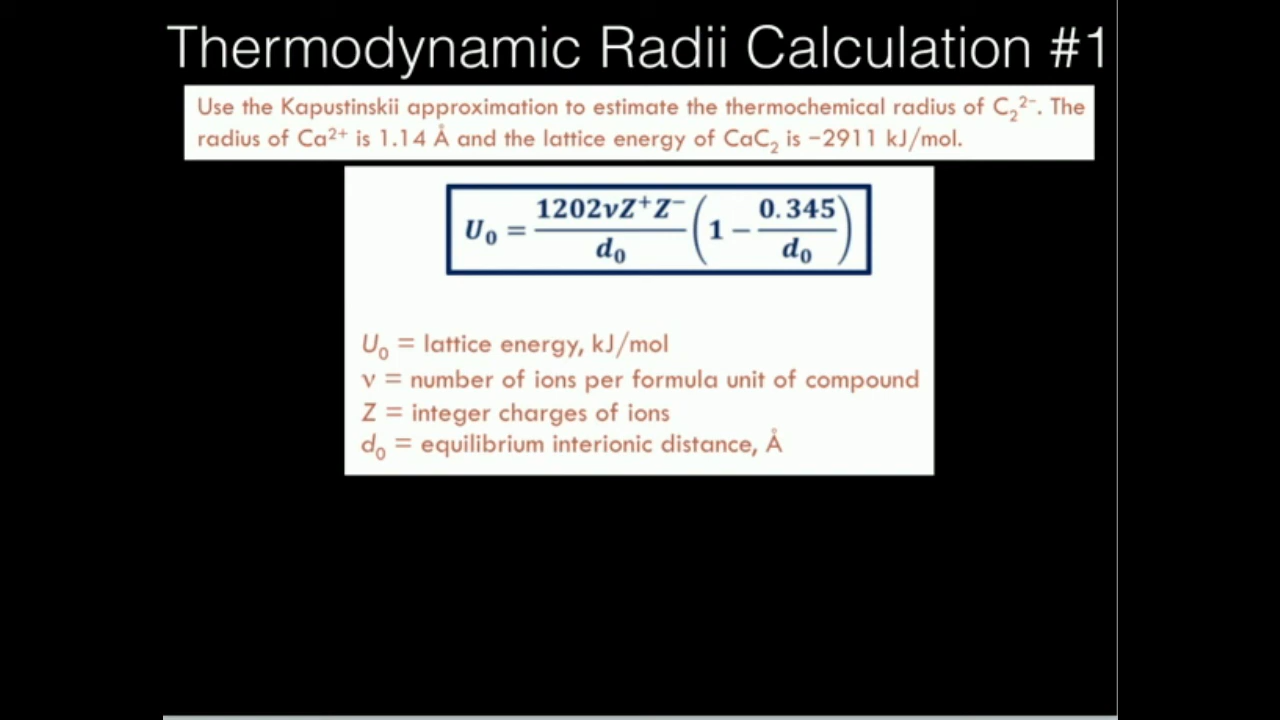 Thermodynamic Radii Calculation #1
Use the Kapustinskii approximation to estimate the thermochemical radius of C₂²⁻. The
radius of Ca²⁺ is 1.14 Å and the lattice energy of CaC₂ is −2911 kJ/mol.
U₀ = 1202νZ⁺Z⁻/d₀ (1 − 0.345/d₀)
U₀ = lattice energy, kJ/mol
ν = number of ions per formula unit of compound
Z = integer charges of ions
d₀ = equilibrium interionic distance, Å